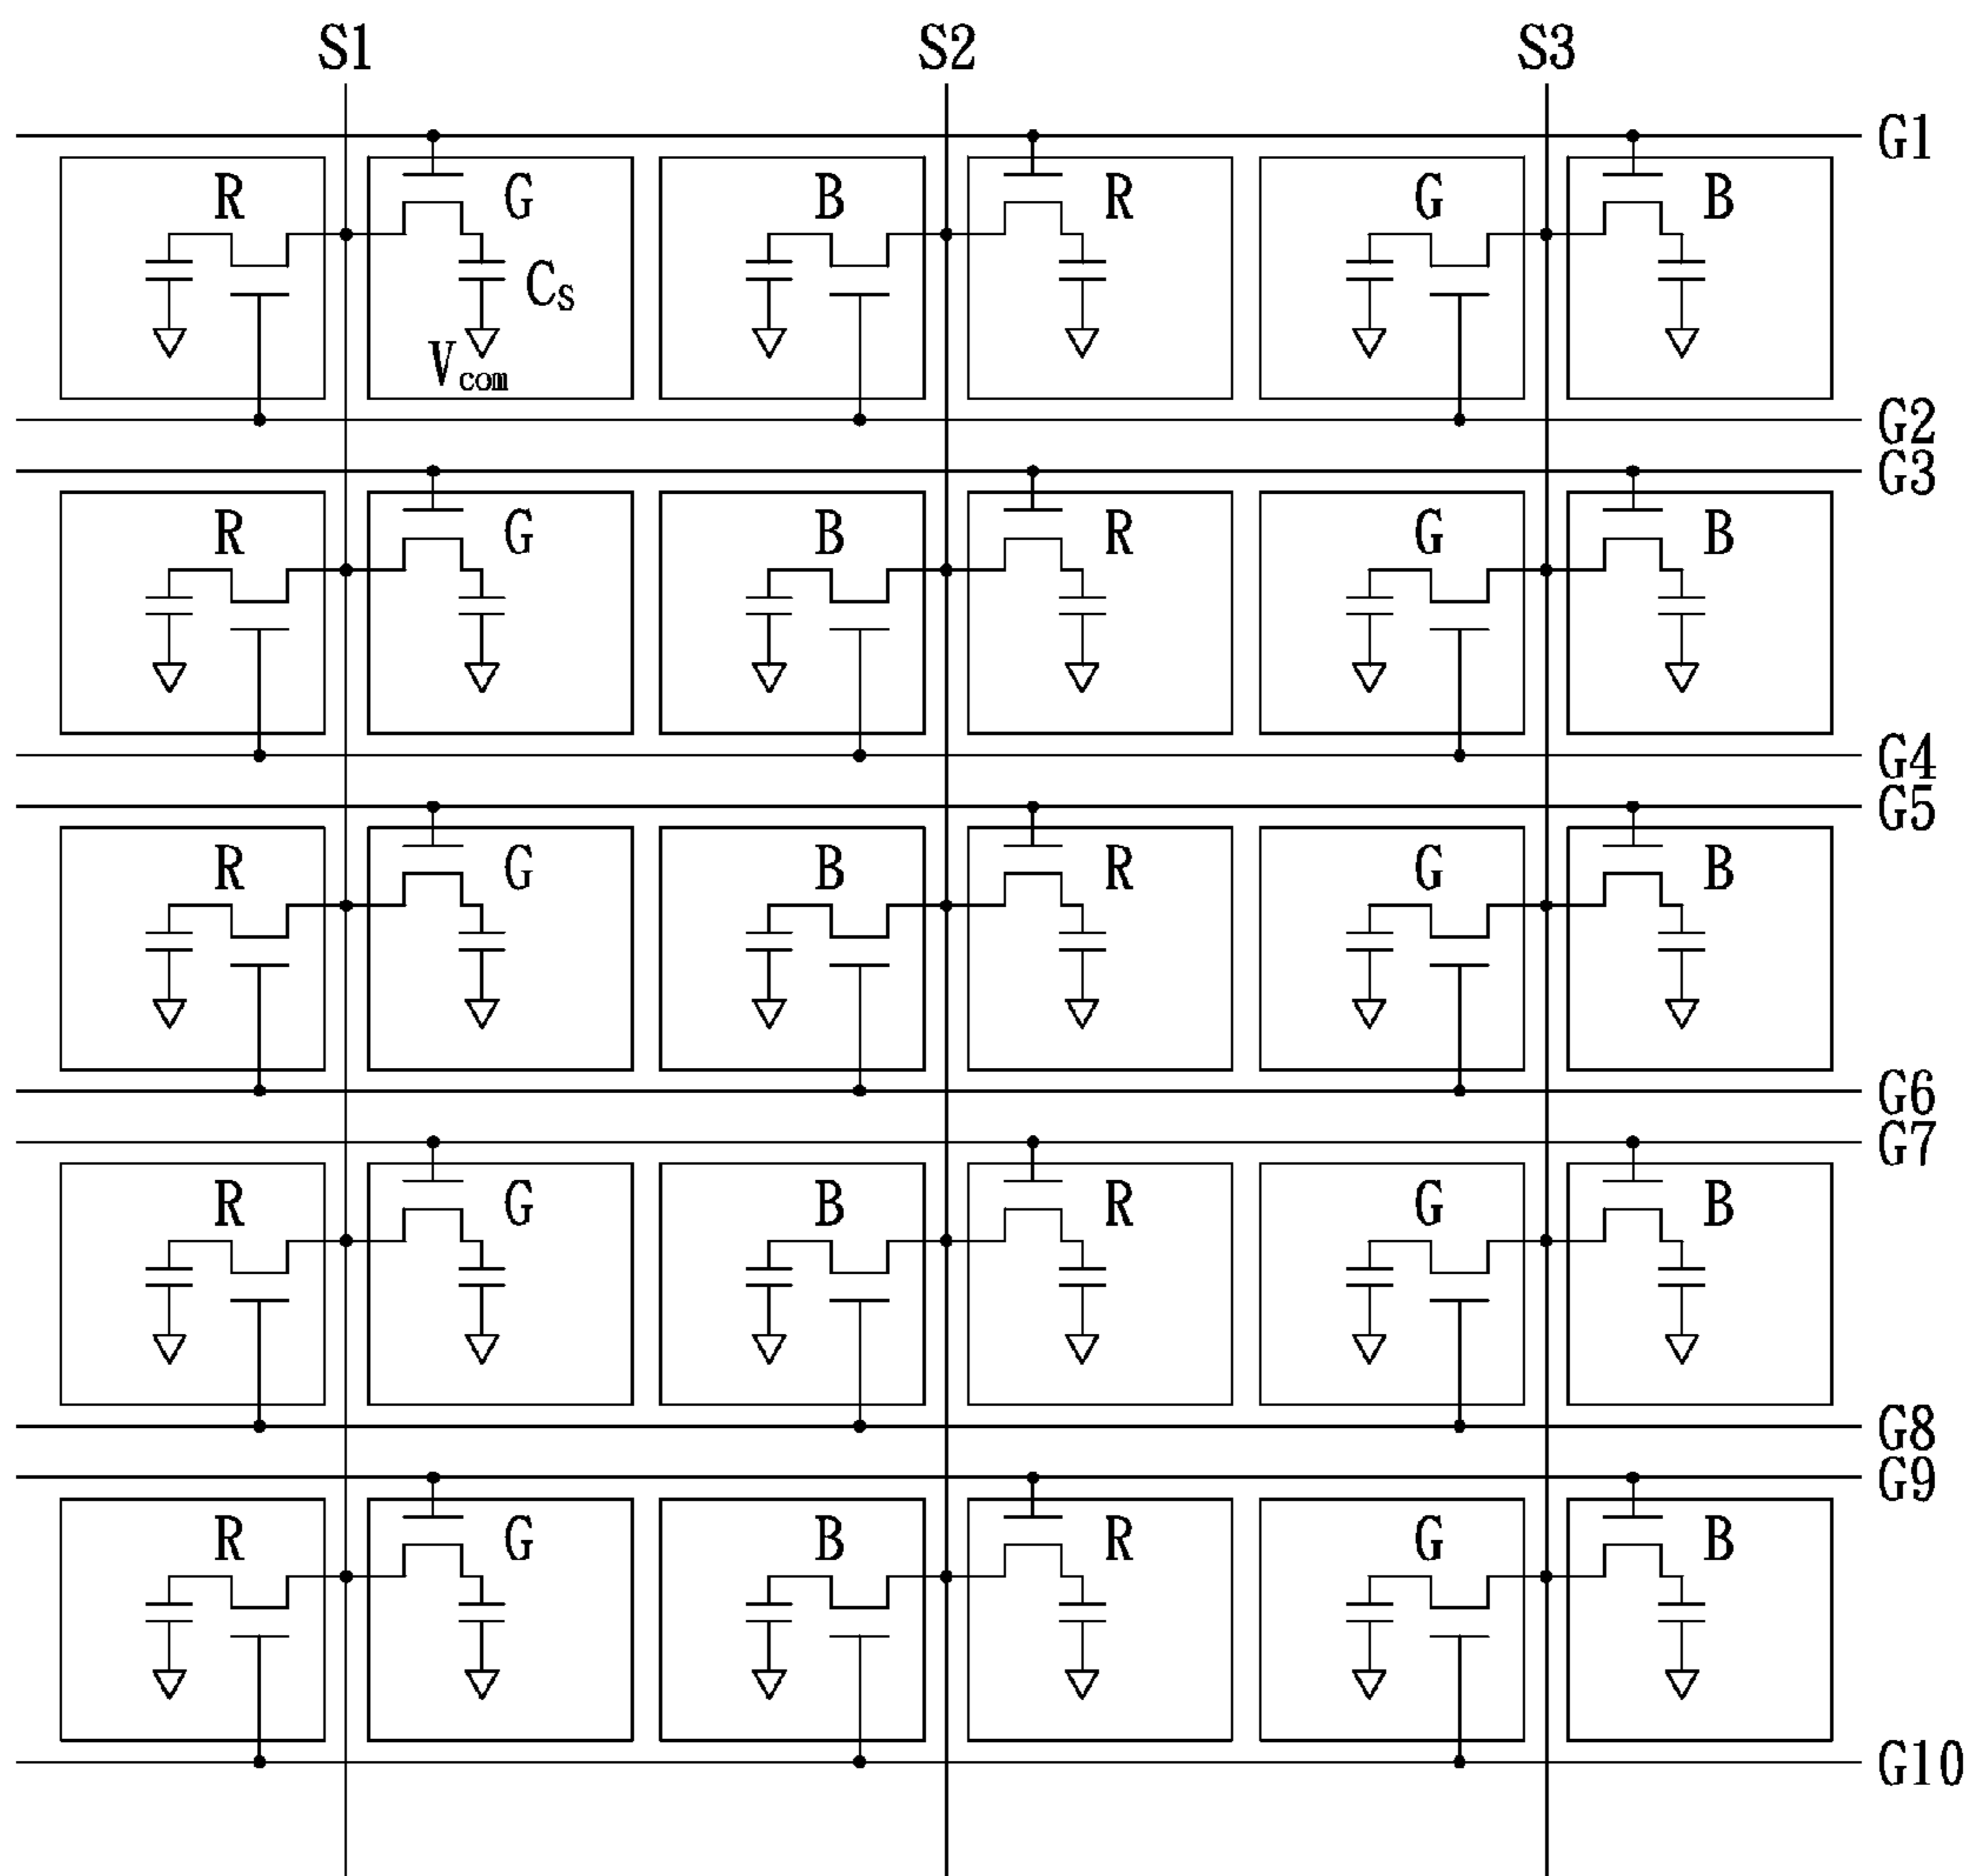 S1 S2 S3
G1
R G B R G B
Cs
Vcom
G2
G3
R G B R G B
G4
G5
R G B R G B
G6
G7
R G B R G B
G8
G9
R G B R G B
G10